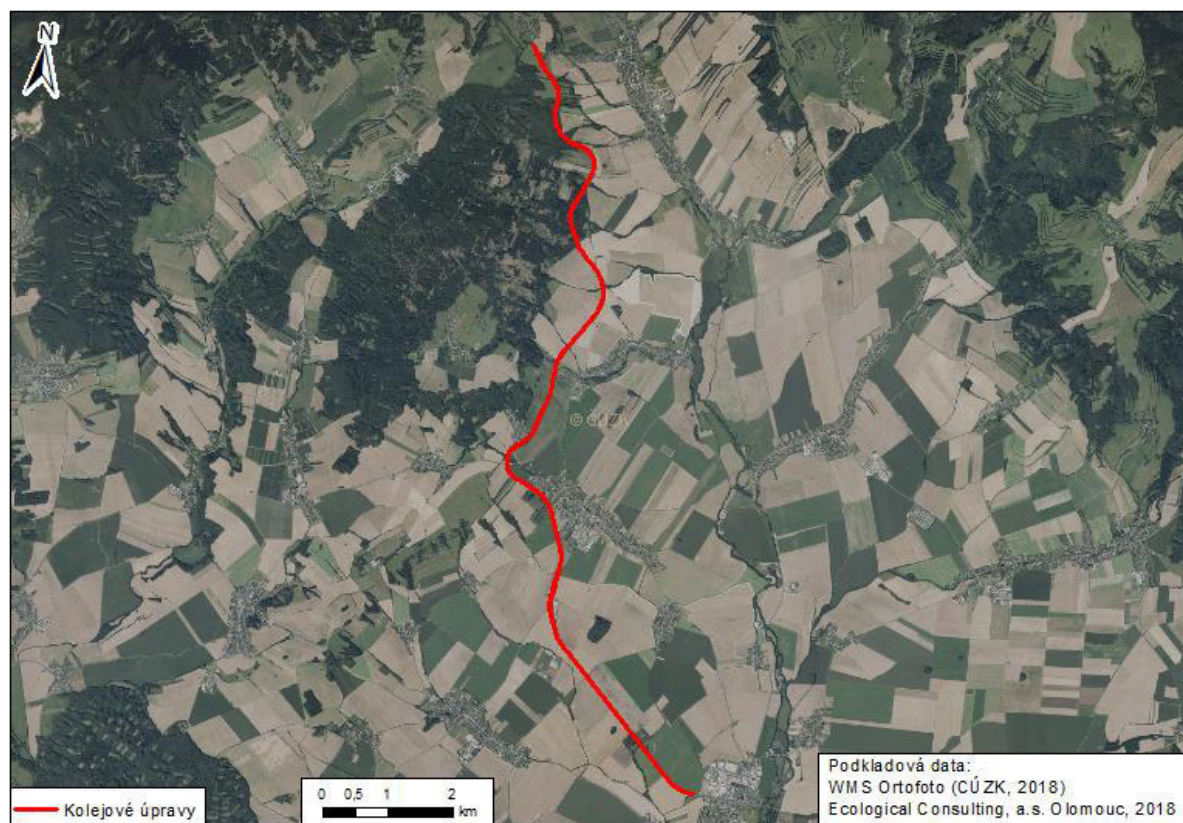 N
© ČÚZK
Kolejové úpravy
0 0,5 1 2
km
Podkladová data:
WMS Ortofoto (CÚZK, 2018)
Ecological Consulting, a.s. Olomouc, 2018